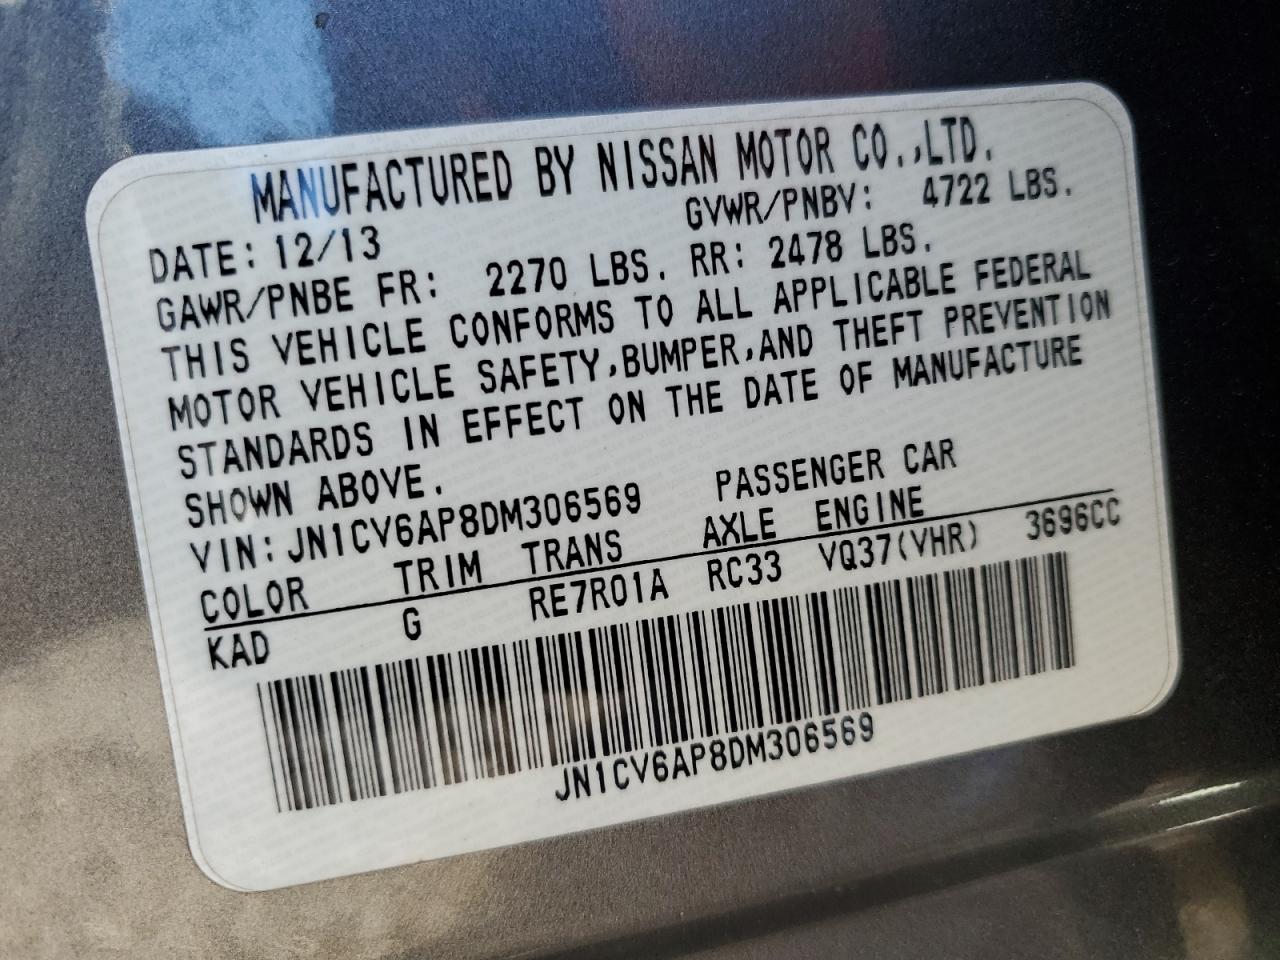 MANUFACTURED BY NISSAN MOTOR CO.,LTD.
DATE: 12/13 GVWR/PNBV: 4722 LBS.
GAWR/PNBE FR: 2270 LBS. RR: 2478 LBS.
THIS VEHICLE CONFORMS TO ALL APPLICABLE FEDERAL
MOTOR VEHICLE SAFETY,BUMPER,AND THEFT PREVENTION
STANDARDS IN EFFECT ON THE DATE OF MANUFACTURE
SHOWN ABOVE.
VIN: JN1CV6AP8DM306569 PASSENGER CAR
COLOR TRIM TRANS AXLE ENGINE
KAD G RE7R01A RC33 VQ37(VHR) 3696CC
JN1CV6AP8DM306569